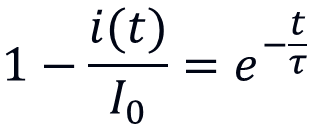 1 − i(t)/I₀ = e^(−t/τ)